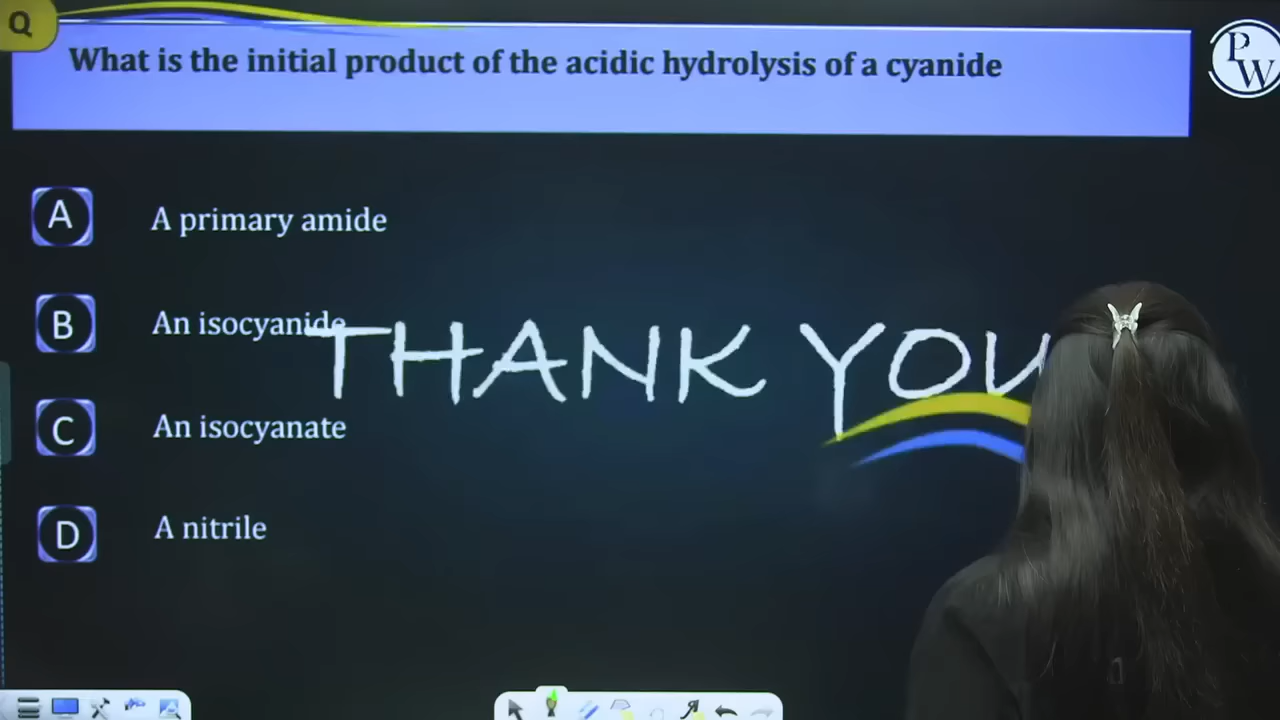 Q
What is the initial product of the acidic hydrolysis of a cyanide
PW
A A primary amide
B An isocyanide
THANK YOU
C An isocyanate
D A nitrile